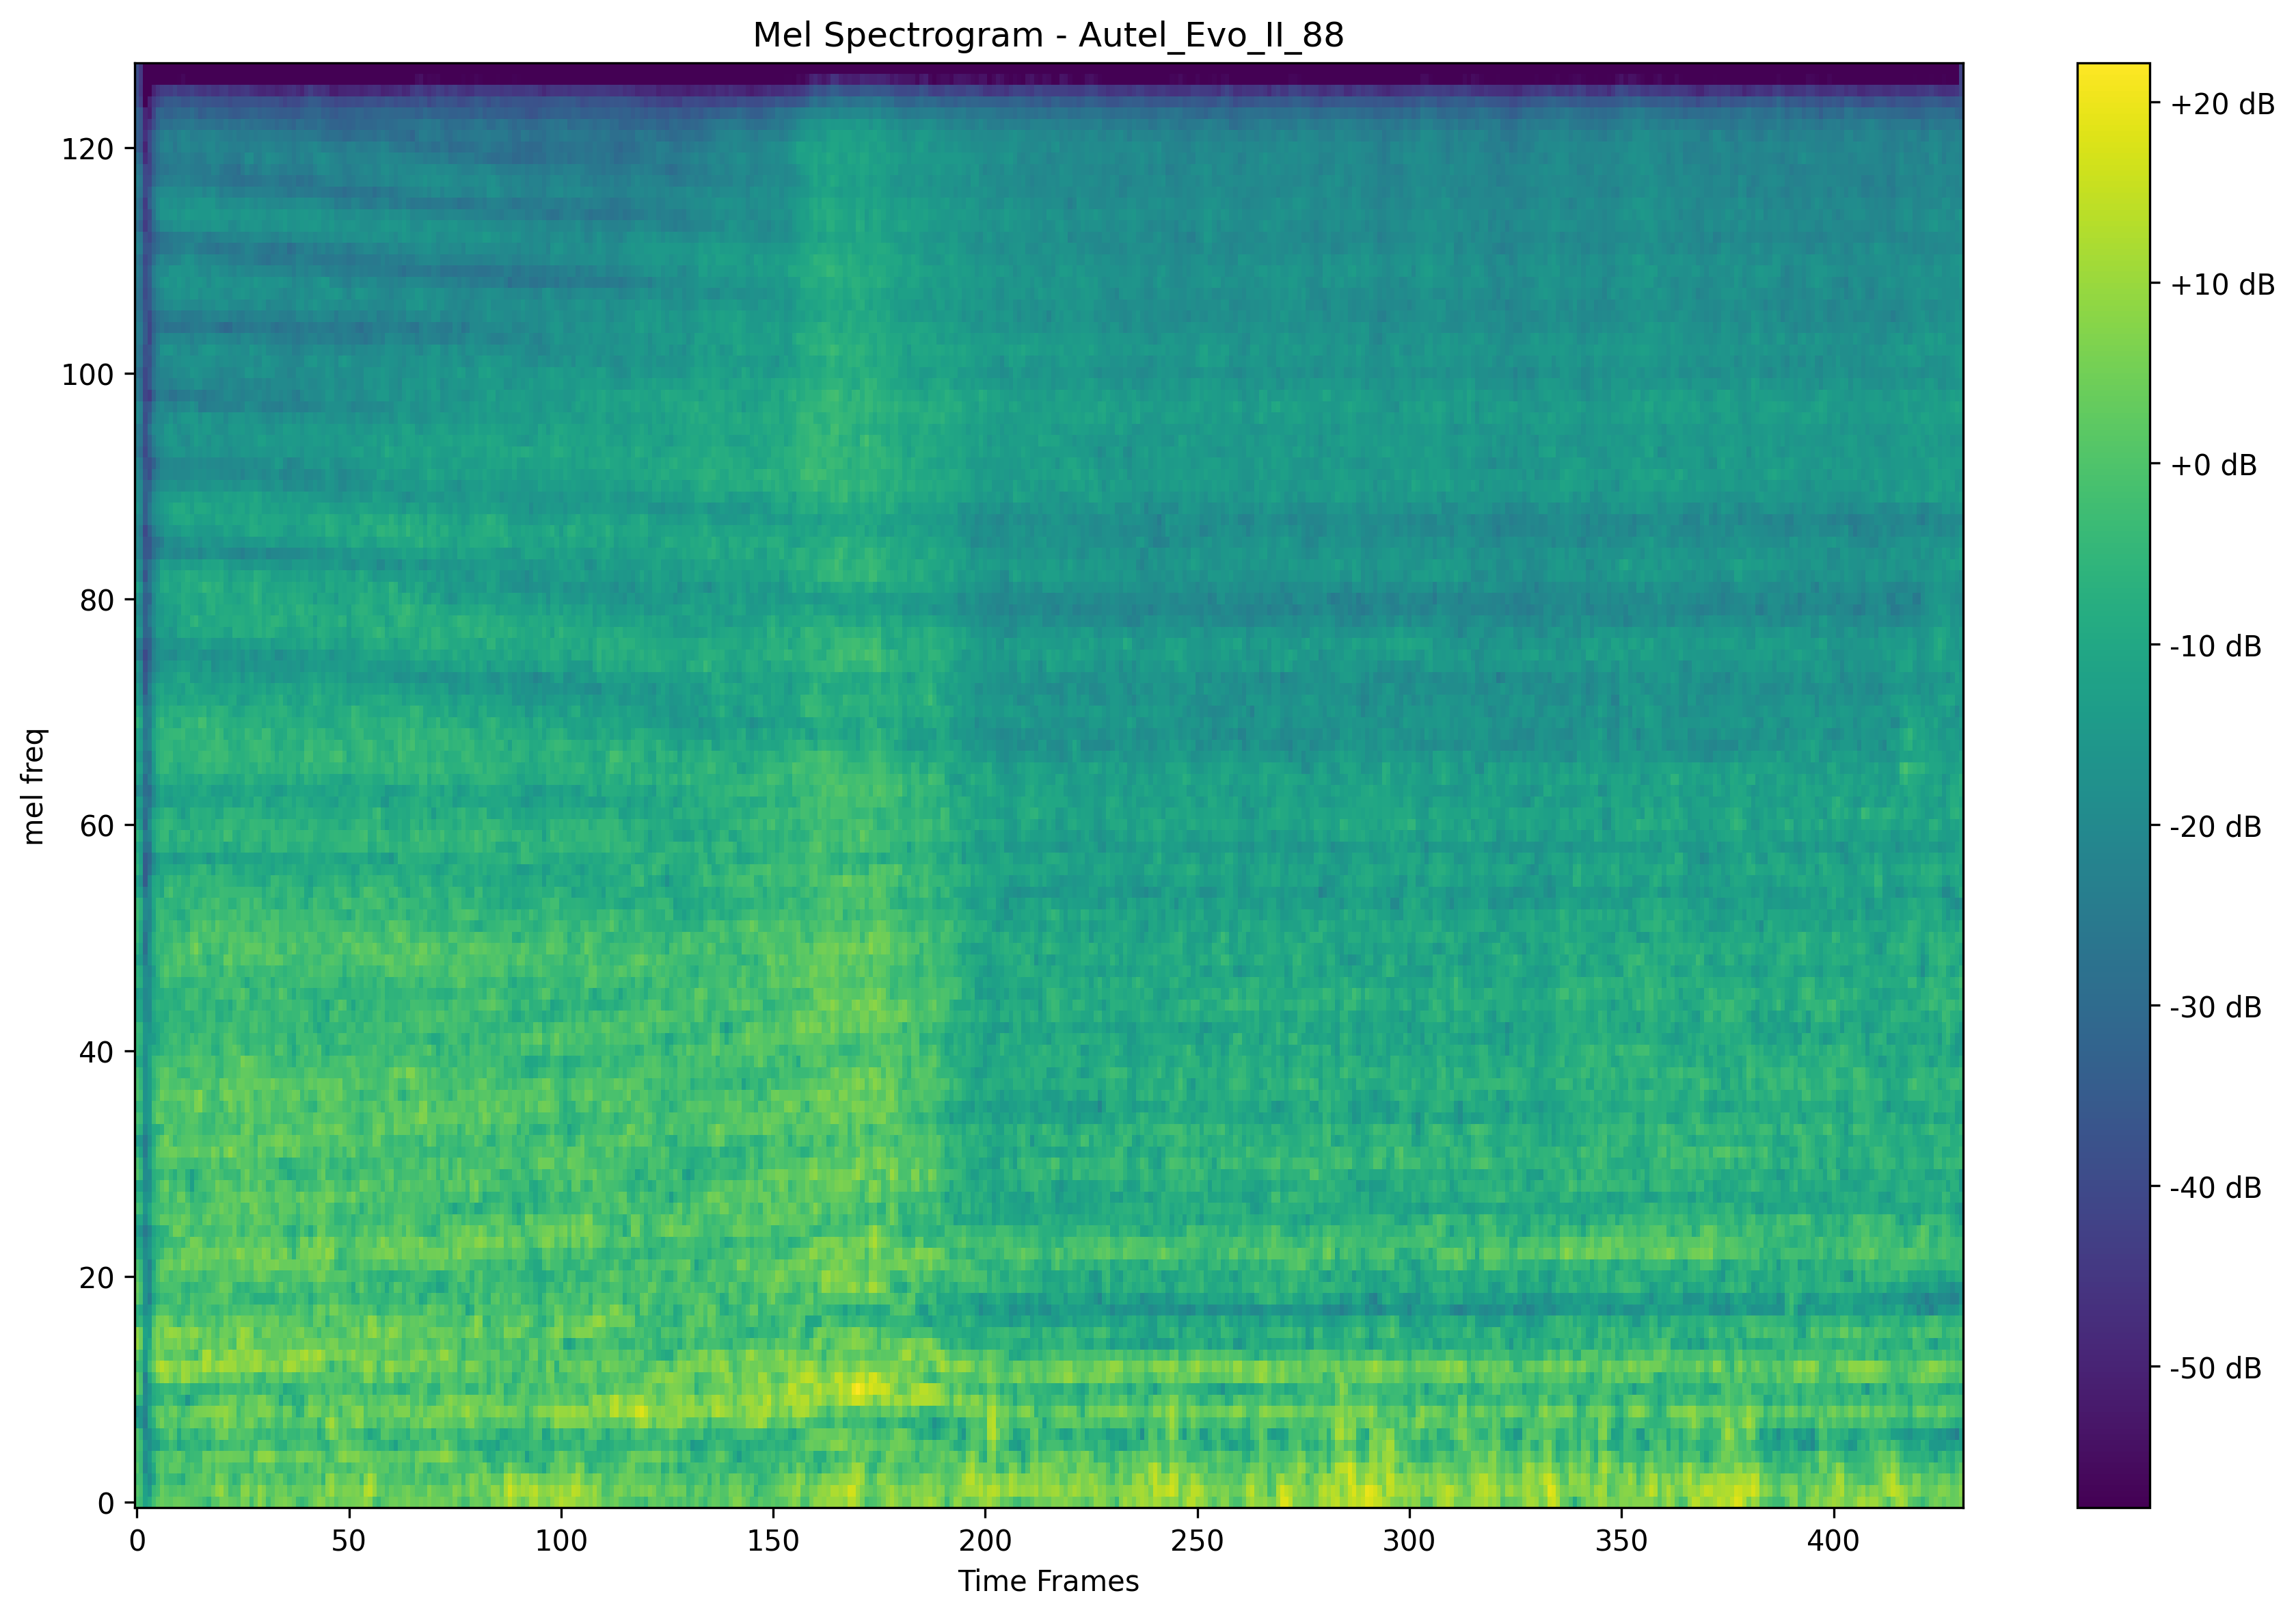 Mel Spectrogram - Autel_Evo_II_88
mel freq
120
100
80
60
40
20
0
0 50 100 150 200 250 300 350 400
Time Frames
+20 dB
+10 dB
+0 dB
-10 dB
-20 dB
-30 dB
-40 dB
-50 dB